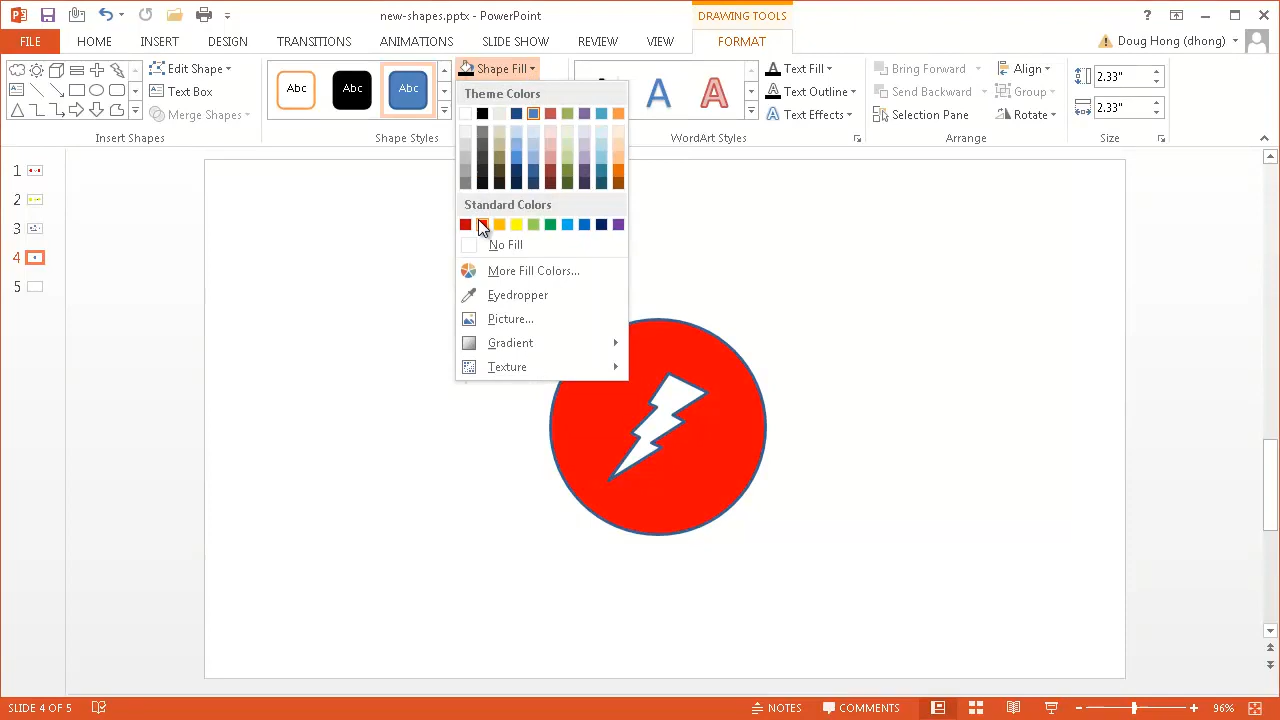 new-shapes.pptx - PowerPoint
DRAWING TOOLS
FILE HOME INSERT DESIGN TRANSITIONS ANIMATIONS SLIDE SHOW REVIEW VIEW FORMAT Doug Hong (dhong)
Edit Shape
Text Box
Merge Shapes
Insert Shapes
Abc Abc Abc
Shape Styles
Shape Fill
Theme Colors
Standard Colors
No Fill
More Fill Colors...
Eyedropper
Picture...
Gradient
Texture
A A
WordArt Styles
Text Fill
Text Outline
Text Effects
Bring Forward
Send Backward
Selection Pane
Align
Group
Rotate
Arrange
2.33"
2.33"
Size
1
2
3
4
5
SLIDE 4 OF 5
NOTES COMMENTS 96%